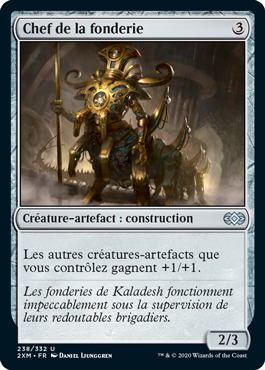 Chef de la fonderie 3
Créature-artefact : construction
Les autres créatures-artefacts que
vous contrôlez gagnent +1/+1.
Les fonderies de Kaladesh fonctionnent
impeccablement sous la supervision de
leurs redoutables brigadiers.
2/3
238/332 U
2XM • FR Daniel Ljunggren
™ & © 2020 Wizards of the Coast